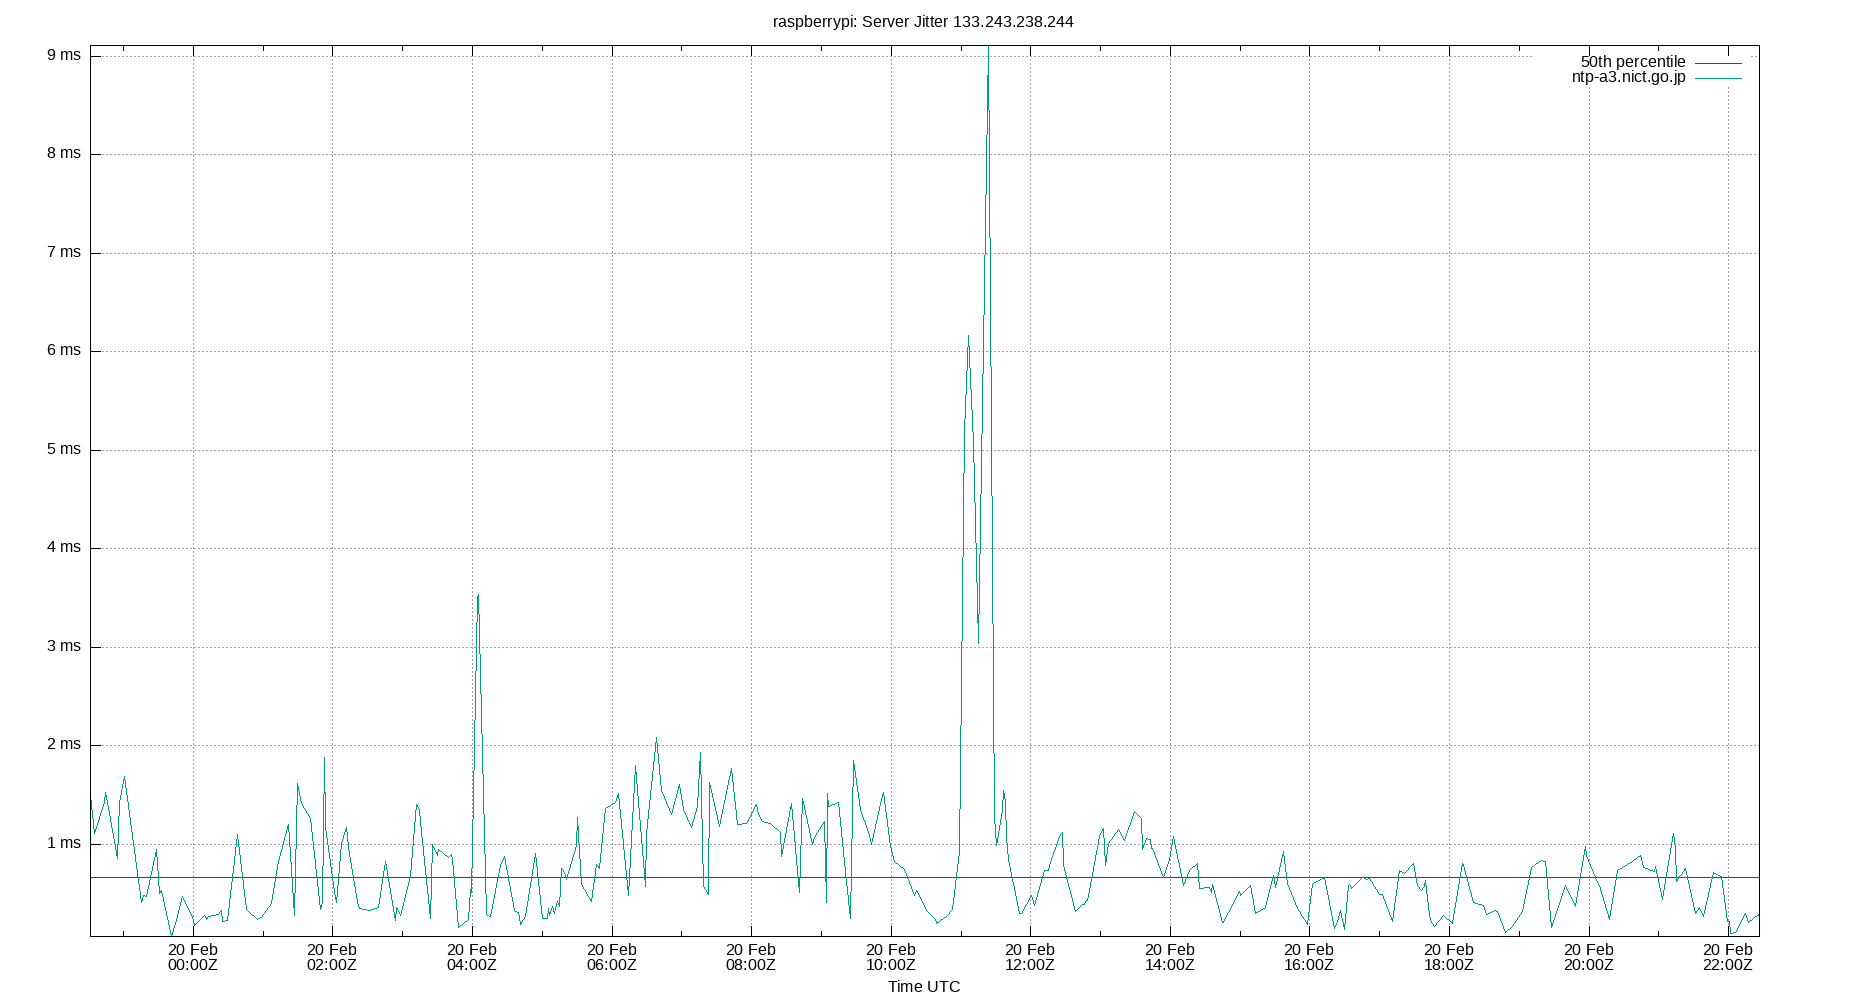 raspberrypi: Server Jitter 133.243.238.244
9 ms
8 ms
7 ms
6 ms
5 ms
4 ms
3 ms
2 ms
1 ms
50th percentile
ntp-a3.nict.go.jp
20 Feb 20 Feb 20 Feb 20 Feb 20 Feb 20 Feb 20 Feb 20 Feb 20 Feb 20 Feb 20 Feb 20 Feb
00:00Z 02:00Z 04:00Z 06:00Z 08:00Z 10:00Z 12:00Z 14:00Z 16:00Z 18:00Z 20:00Z 22:00Z
Time UTC